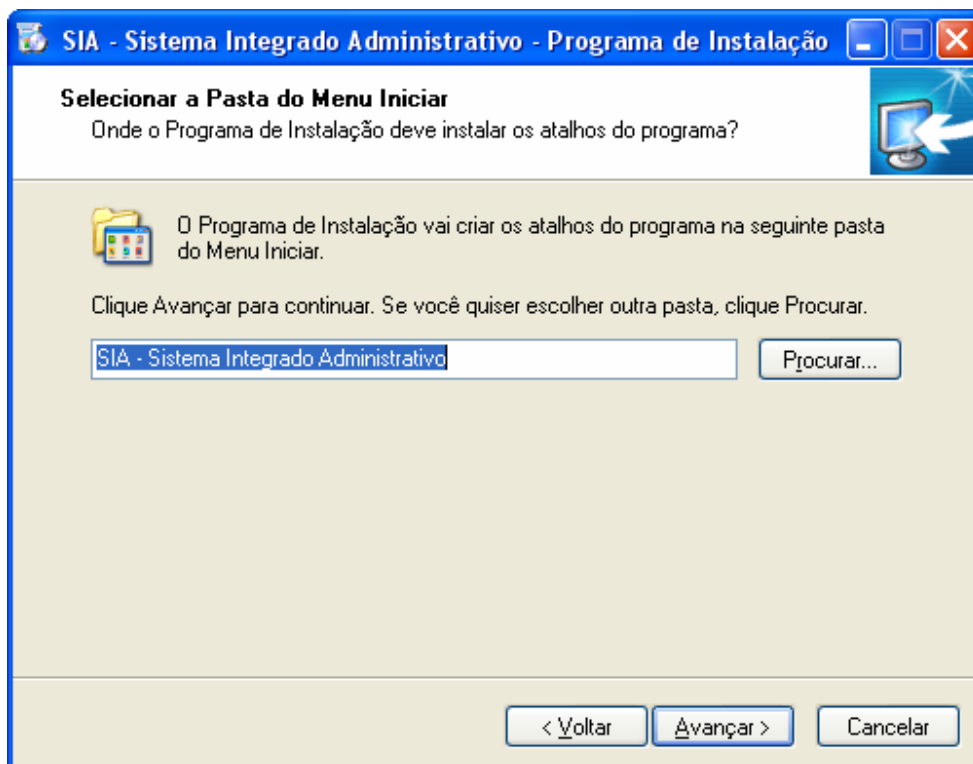 SIA - Sistema Integrado Administrativo - Programa de Instalação
Selecionar a Pasta do Menu Iniciar
Onde o Programa de Instalação deve instalar os atalhos do programa?
O Programa de Instalação vai criar os atalhos do programa na seguinte pasta
do Menu Iniciar.
Clique Avançar para continuar. Se você quiser escolher outra pasta, clique Procurar.
SIA - Sistema Integrado Administrativo
Procurar...
< Voltar
Avançar >
Cancelar